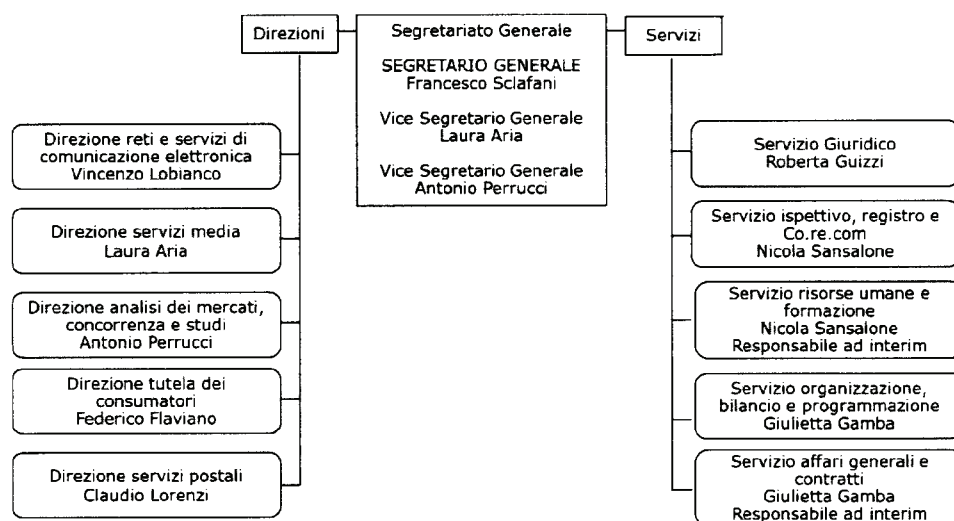 Direzioni
Segretariato Generale
SEGRETARIO GENERALE
Francesco Sclafani
Vice Segretario Generale
Laura Aria
Vice Segretario Generale
Antonio Perrucci
Servizi
Direzione reti e servizi di
comunicazione elettronica
Vincenzo Lobianco
Direzione servizi media
Laura Aria
Direzione analisi dei mercati,
concorrenza e studi
Antonio Perrucci
Direzione tutela dei
consumatori
Federico Flaviano
Direzione servizi postali
Claudio Lorenzi
Servizio Giuridico
Roberta Guizzi
Servizio ispettivo, registro e
Co.re.com
Nicola Sansalone
Servizio risorse umane e
formazione
Nicola Sansalone
Responsabile ad interim
Servizio organizzazione,
bilancio e programmazione
Giulietta Gamba
Servizio affari generali e
contratti
Giulietta Gamba
Responsabile ad interim